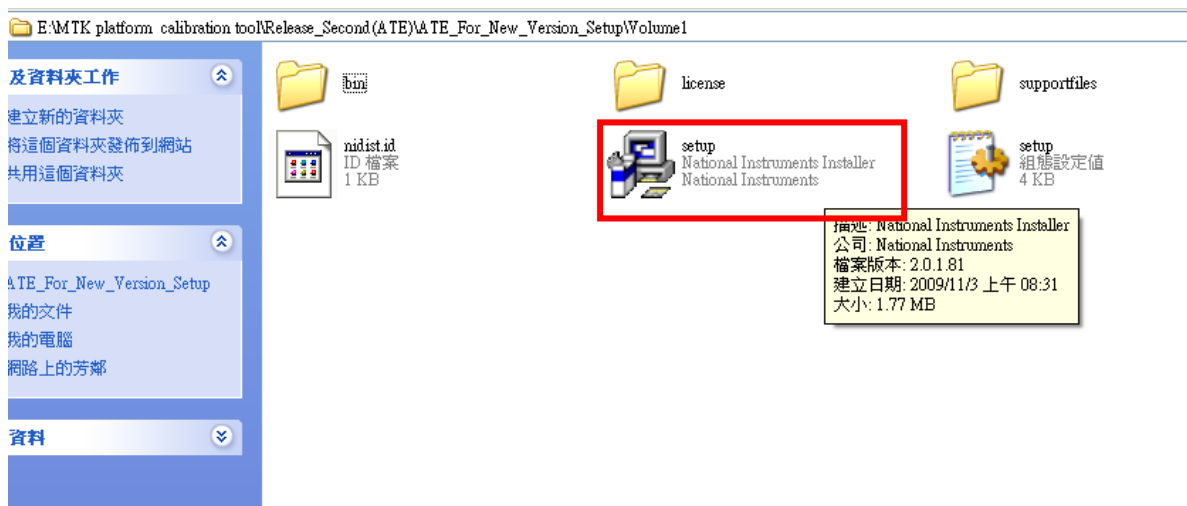 E:\MTK platform calibration tool\Release_Second(ATE)\ATE_For_New_Version_Setup\Volume1
及資料夾工作
建立新的資料夾
將這個資料夾發佈到網站
共用這個資料夾
位置
ATE_For_New_Version_Setup
我的文件
我的電腦
網路上的芳鄰
資料
bin
license
supportfiles
nidist.id
ID 檔案
1 KB
setup
National Instruments Installer
National Instruments
setup
組態設定值
4 KB
描述: National Instruments Installer
公司: National Instruments
檔案版本: 2.0.1.81
建立日期: 2009/11/3 上午 08:31
大小: 1.77 MB